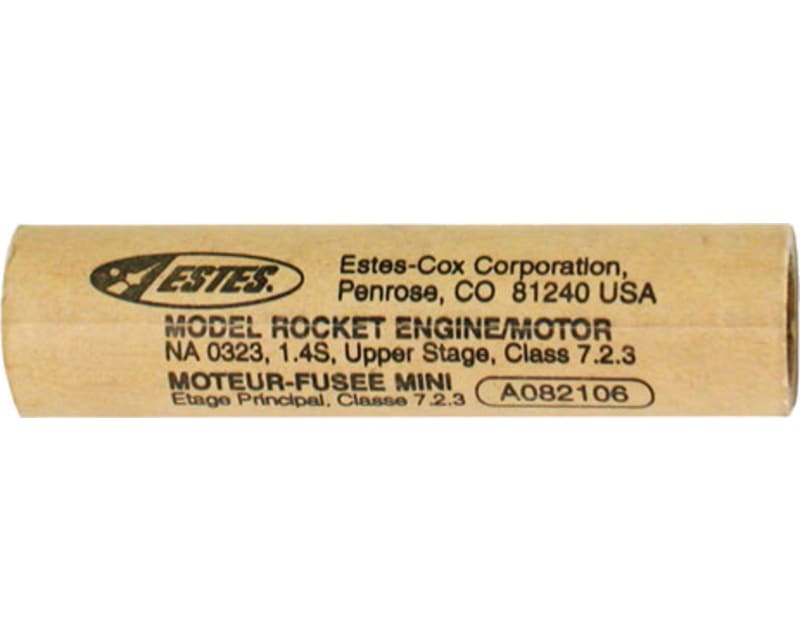 ESTES.
Estes-Cox Corporation,
Penrose, CO 81240 USA
MODEL ROCKET ENGINE/MOTOR
NA 0323, 1.4S, Upper Stage, Class 7.2.3
MOTEUR-FUSEE MINI
Etage Principal, Classe 7.2.3
A082106